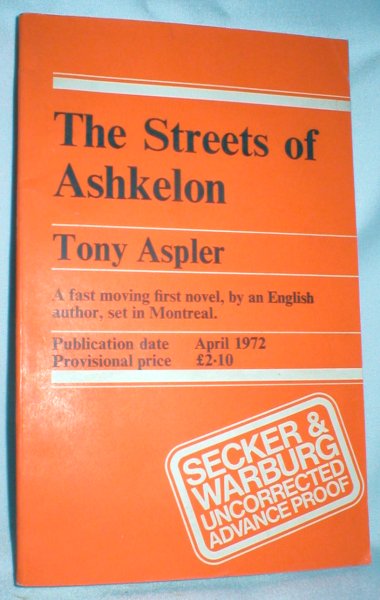 The Streets of
Ashkelon
Tony Aspler
A fast moving first novel, by an English
author, set in Montreal.
Publication date April 1972
Provisional price £2·10
SECKER &
WARBURG
UNCORRECTED
ADVANCE PROOF